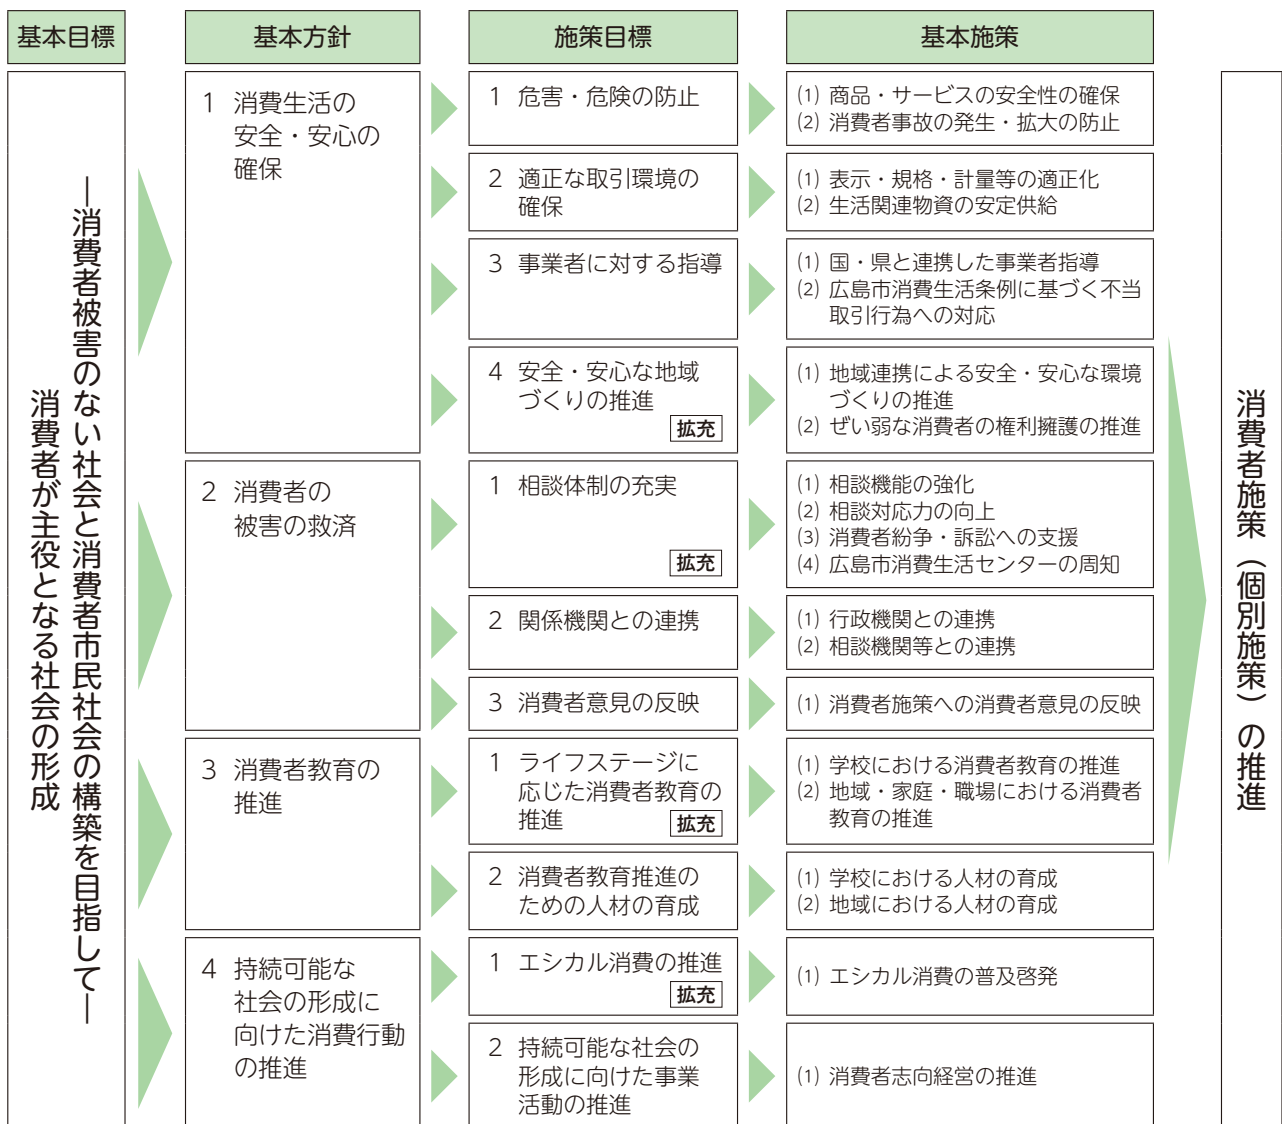 基本目標
基本方針
施策目標
基本施策
消費者が主役となる社会の形成
―消費者被害のない社会と消費者市民社会の構築を目指して―
1 消費生活の
安全・安心の
確保
1 危害・危険の防止
(1) 商品・サービスの安全性の確保
(2) 消費者事故の発生・拡大の防止
2 適正な取引環境の
確保
(1) 表示・規格・計量等の適正化
(2) 生活関連物資の安定供給
3 事業者に対する指導
(1) 国・県と連携した事業者指導
(2) 広島市消費生活条例に基づく不当
取引行為への対応
4 安全・安心な地域
づくりの推進
拡充
(1) 地域連携による安全・安心な環境
づくりの推進
(2) ぜい弱な消費者の権利擁護の推進
2 消費者の
被害の救済
1 相談体制の充実
拡充
(1) 相談機能の強化
(2) 相談対応力の向上
(3) 消費者紛争・訴訟への支援
(4) 広島市消費生活センターの周知
2 関係機関との連携
(1) 行政機関との連携
(2) 相談機関等との連携
3 消費者意見の反映
(1) 消費者施策への消費者意見の反映
3 消費者教育の
推進
1 ライフステージに
応じた消費者教育の
推進 拡充
(1) 学校における消費者教育の推進
(2) 地域・家庭・職場における消費者
教育の推進
2 消費者教育推進の
ための人材の育成
(1) 学校における人材の育成
(2) 地域における人材の育成
4 持続可能な
社会の形成に
向けた消費行動
の推進
1 エシカル消費の推進
拡充
(1) エシカル消費の普及啓発
2 持続可能な社会の
形成に向けた事業
活動の推進
(1) 消費者志向経営の推進
消費者施策（個別施策）の推進